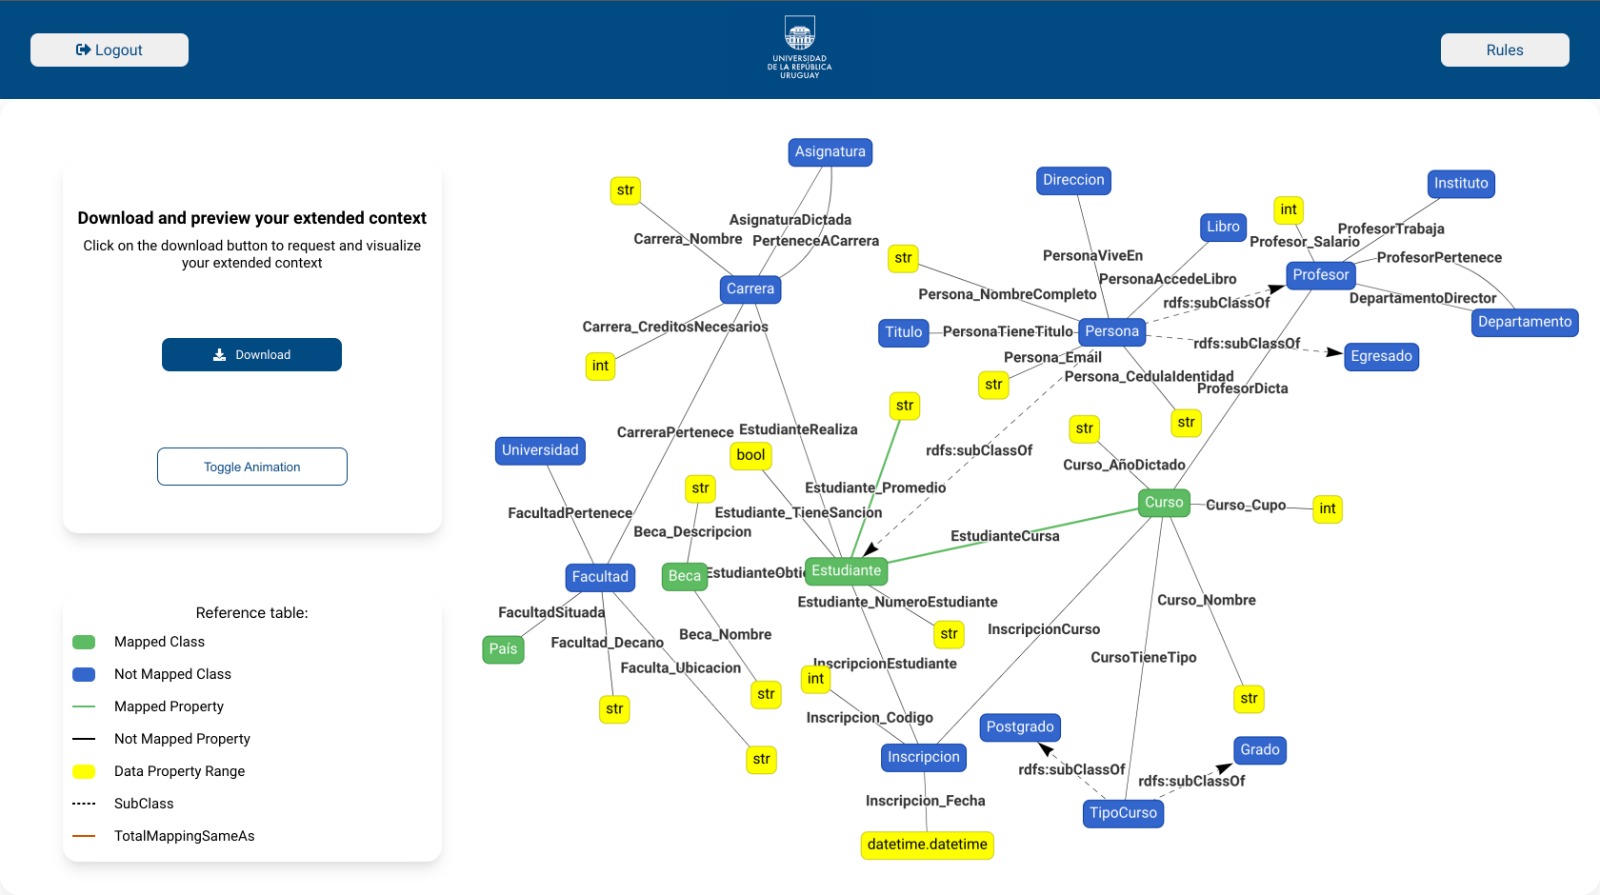 Logout
UNIVERSIDAD
DE LA REPÚBLICA
URUGUAY
Rules
Download and preview your extended context
Click on the download button to request and visualize
your extended context
Download
Toggle Animation
Reference table:
Mapped Class
Not Mapped Class
Mapped Property
Not Mapped Property
Data Property Range
SubClass
TotalMappingSameAs
Asignatura
str
AsignaturaDictada
Carrera_Nombre
PerteneceACarrera
Carrera
Carrera_CreditosNecesarios
int
Direccion
Instituto
int
Libro
ProfesorTrabaja
Profesor_Salario
PersonaViveEn
str
ProfesorPertenece
Profesor
PersonaAccedeLibro
Persona_NombreCompleto
DepartamentoDirector
rdfs:subClassOf
Departamento
Titulo
PersonaTieneTitulo
Persona
rdfs:subClassOf
Egresado
Persona_Email
str
Persona_CedulaIdentidad
ProfesorDicta
str
str
str
CarreraPertenece
EstudianteRealiza
Universidad
bool
rdfs:subClassOf
Curso_AñoDictado
str
Estudiante_Promedio
Curso
Curso_Cupo
int
FacultadPertenece
Estudiante_TieneSancion
Beca_Descripcion
EstudianteCursa
Facultad
Beca
EstudianteObti
Estudiante
FacultadSituada
Estudiante_NumeroEstudiante
Curso_Nombre
País
Facultad_Decano
Beca_Nombre
str
InscripcionCurso
Faculta_Ubicacion
InscripcionEstudiante
CursoTieneTipo
int
str
str
str
Inscripcion_Codigo
Postgrado
str
Inscripcion
Grado
rdfs:subClassOf
rdfs:subClassOf
Inscripcion_Fecha
TipoCurso
datetime.datetime